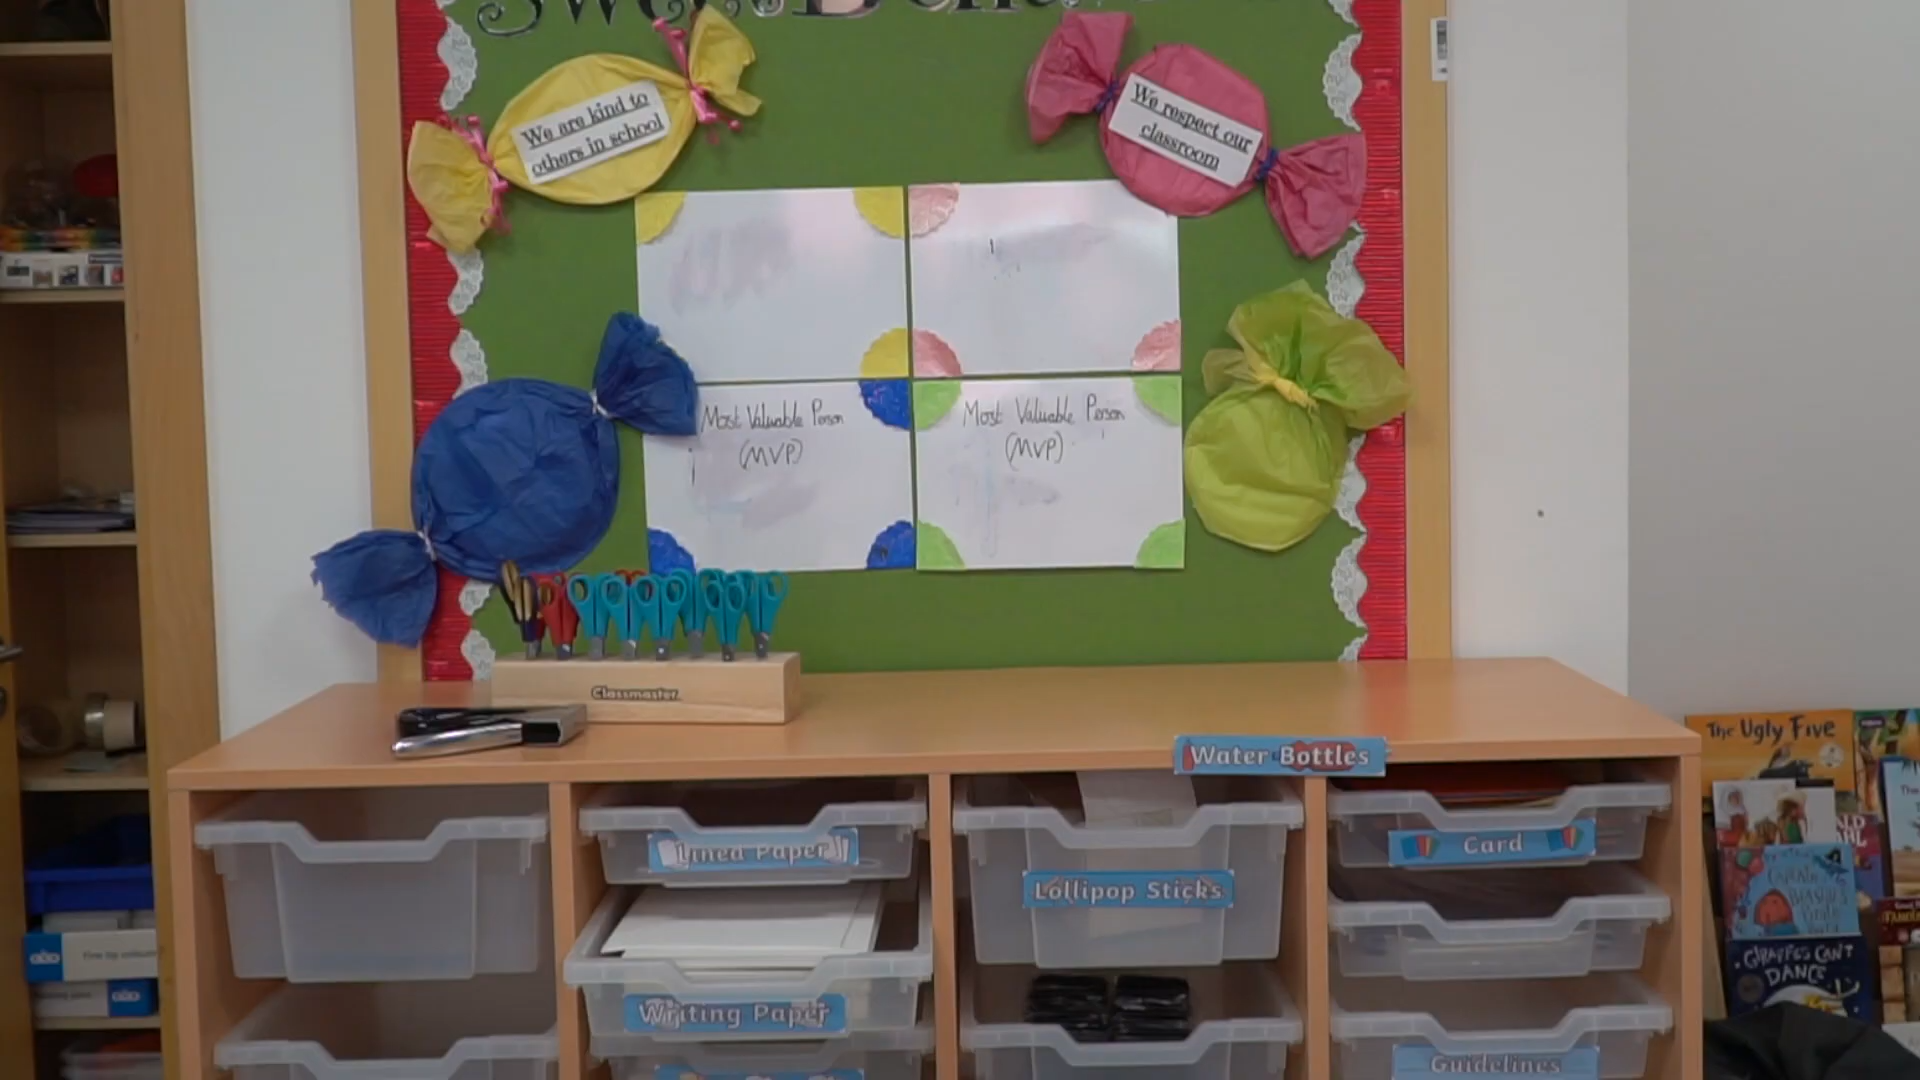 We are kind to
others in school
We respect our
classroom
Most Valuable Person
(MVP)
Most Valuable Person
(MVP)
Classmaster
Water Bottles
The Ugly Five
Lined Paper
Card
Lollipop Sticks
GIRAFFES CAN'T
DANCE
Writing Paper
Guidelines